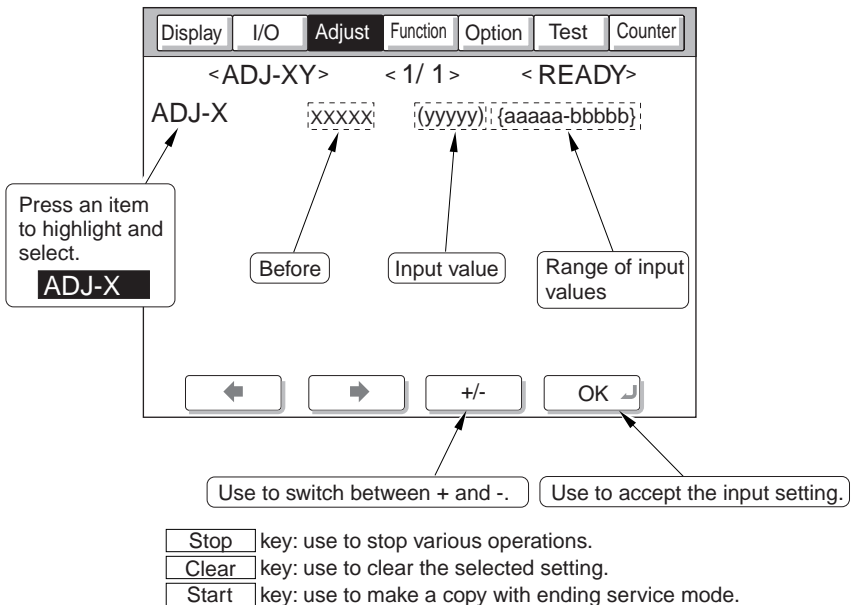 Display I/O Adjust Function Option Test Counter
<ADJ-XY> <1/ 1> <READY>
ADJ-X xxxxx (yyyyy) {aaaaa-bbbbb}
Press an item
to highlight and
select.
ADJ-X
Before
Input value
Range of input
values
+/-
OK
Use to switch between + and -.
Use to accept the input setting.
Stop key: use to stop various operations.
Clear key: use to clear the selected setting.
Start key: use to make a copy with ending service mode.